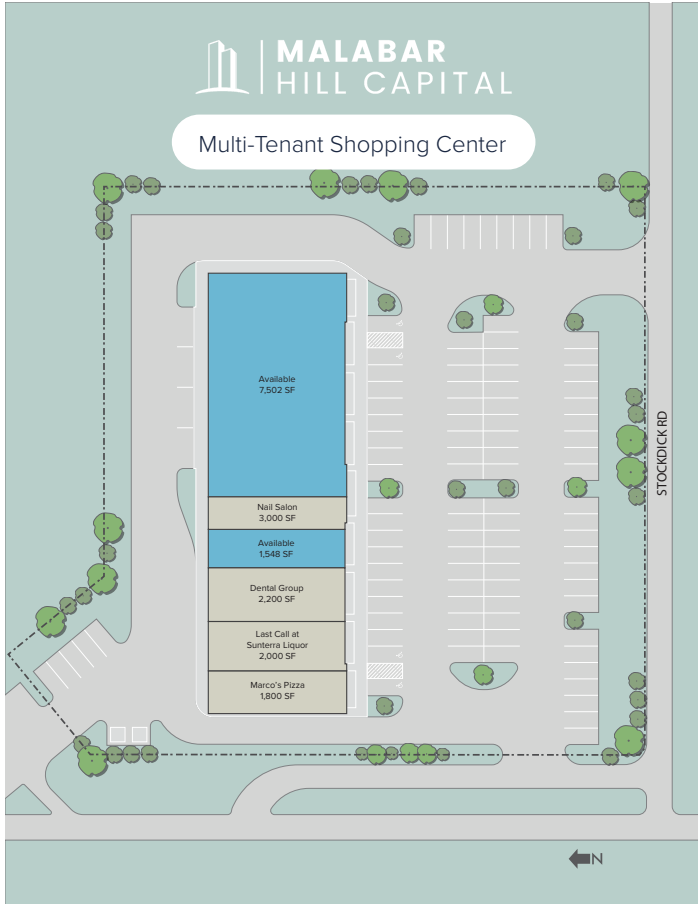 MALABAR
HILL CAPITAL
Multi-Tenant Shopping Center
Available
7,502 SF
Nail Salon
3,000 SF
Available
1,548 SF
Dental Group
2,200 SF
Last Call at
Sunterra Liquor
2,000 SF
Marco's Pizza
1,800 SF
STOCKDICK RD
N